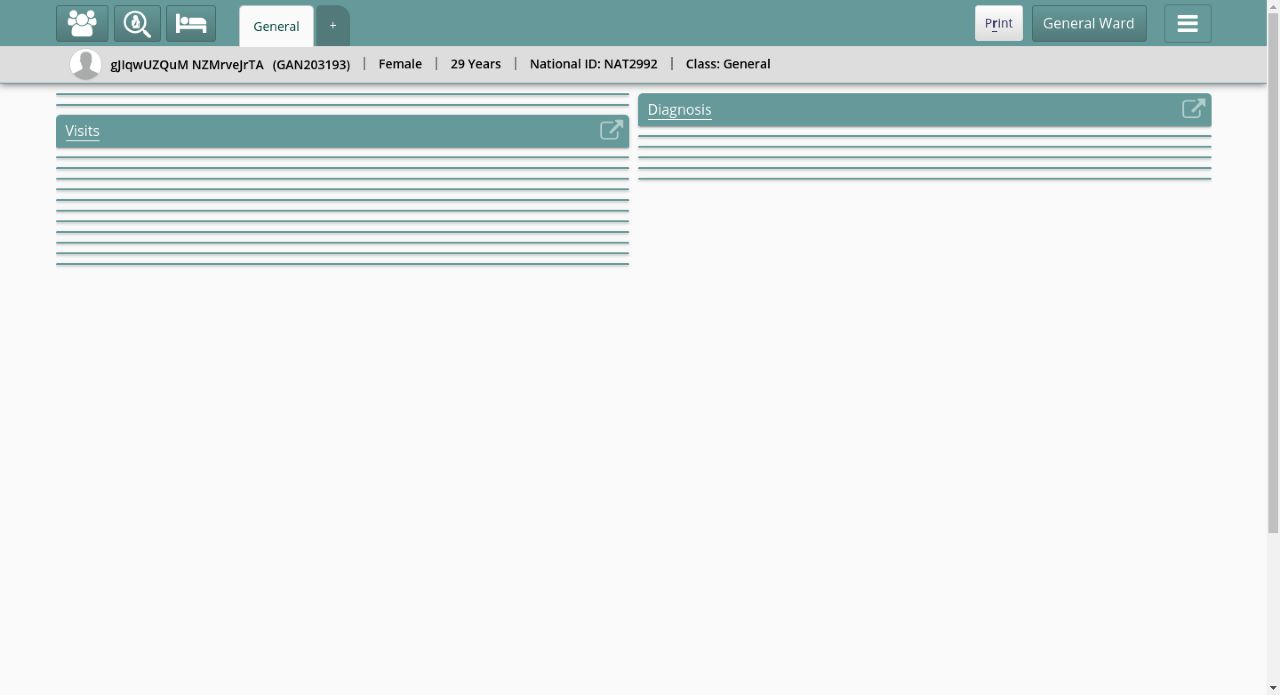 General
+
Print
General Ward
gJIqwUZQuM NZMrveJrTA (GAN203193) | Female | 29 Years | National ID: NAT2992 | Class: General
Visits
Diagnosis